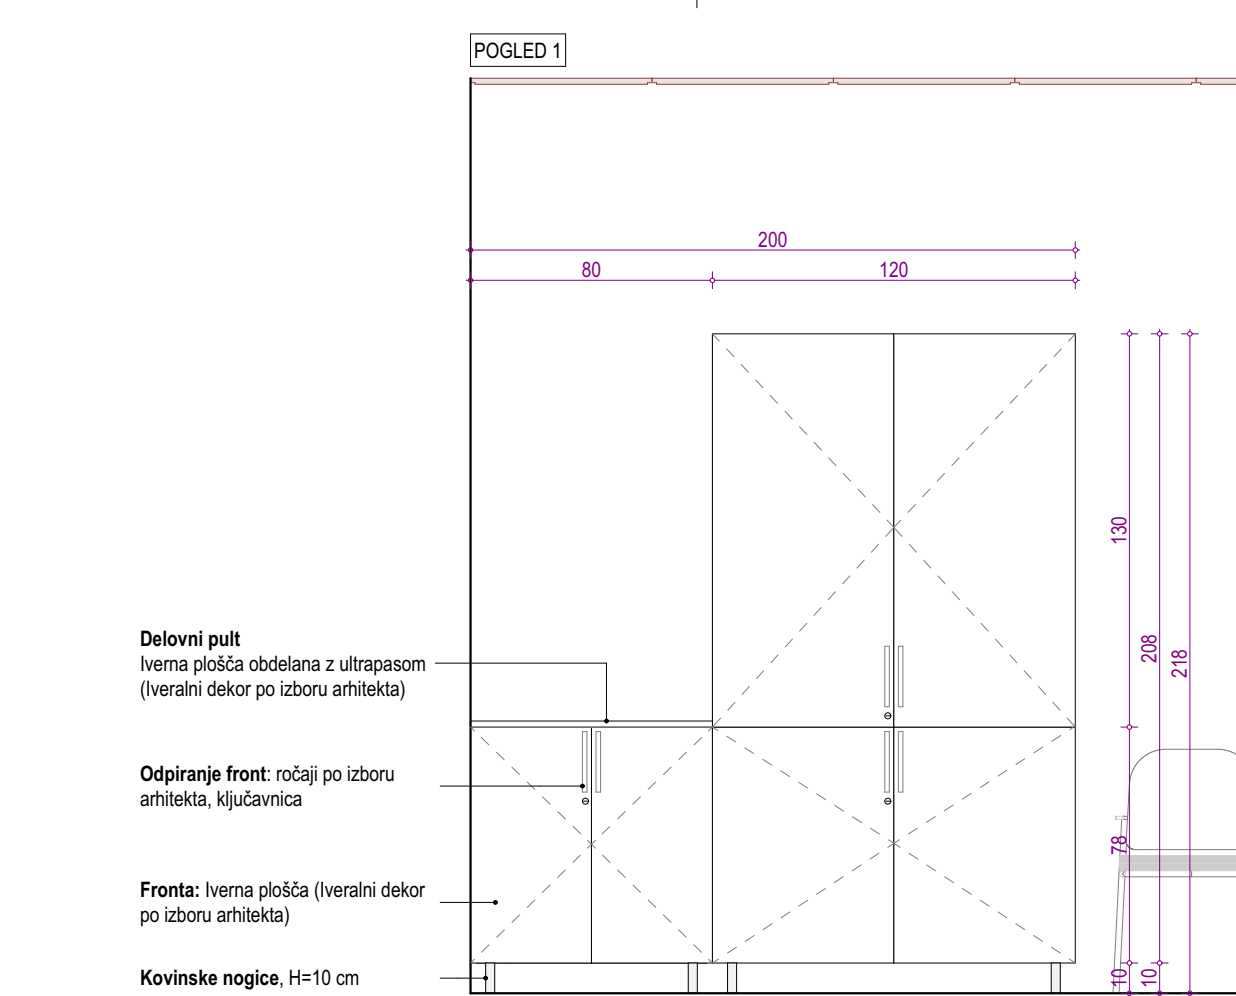 POGLED 1
200
80
120
130
208
218
Delovni pult
Iverna plošča obdelana z ultrapasom
(Iveralni dekor po izboru arhitekta)
Odpiranje front: ročaji po izboru
arhitekta, ključavnica
78
Fronta: Iverna plošča (Iveralni dekor
po izboru arhitekta)
Kovinske nogice, H=10 cm
10
10